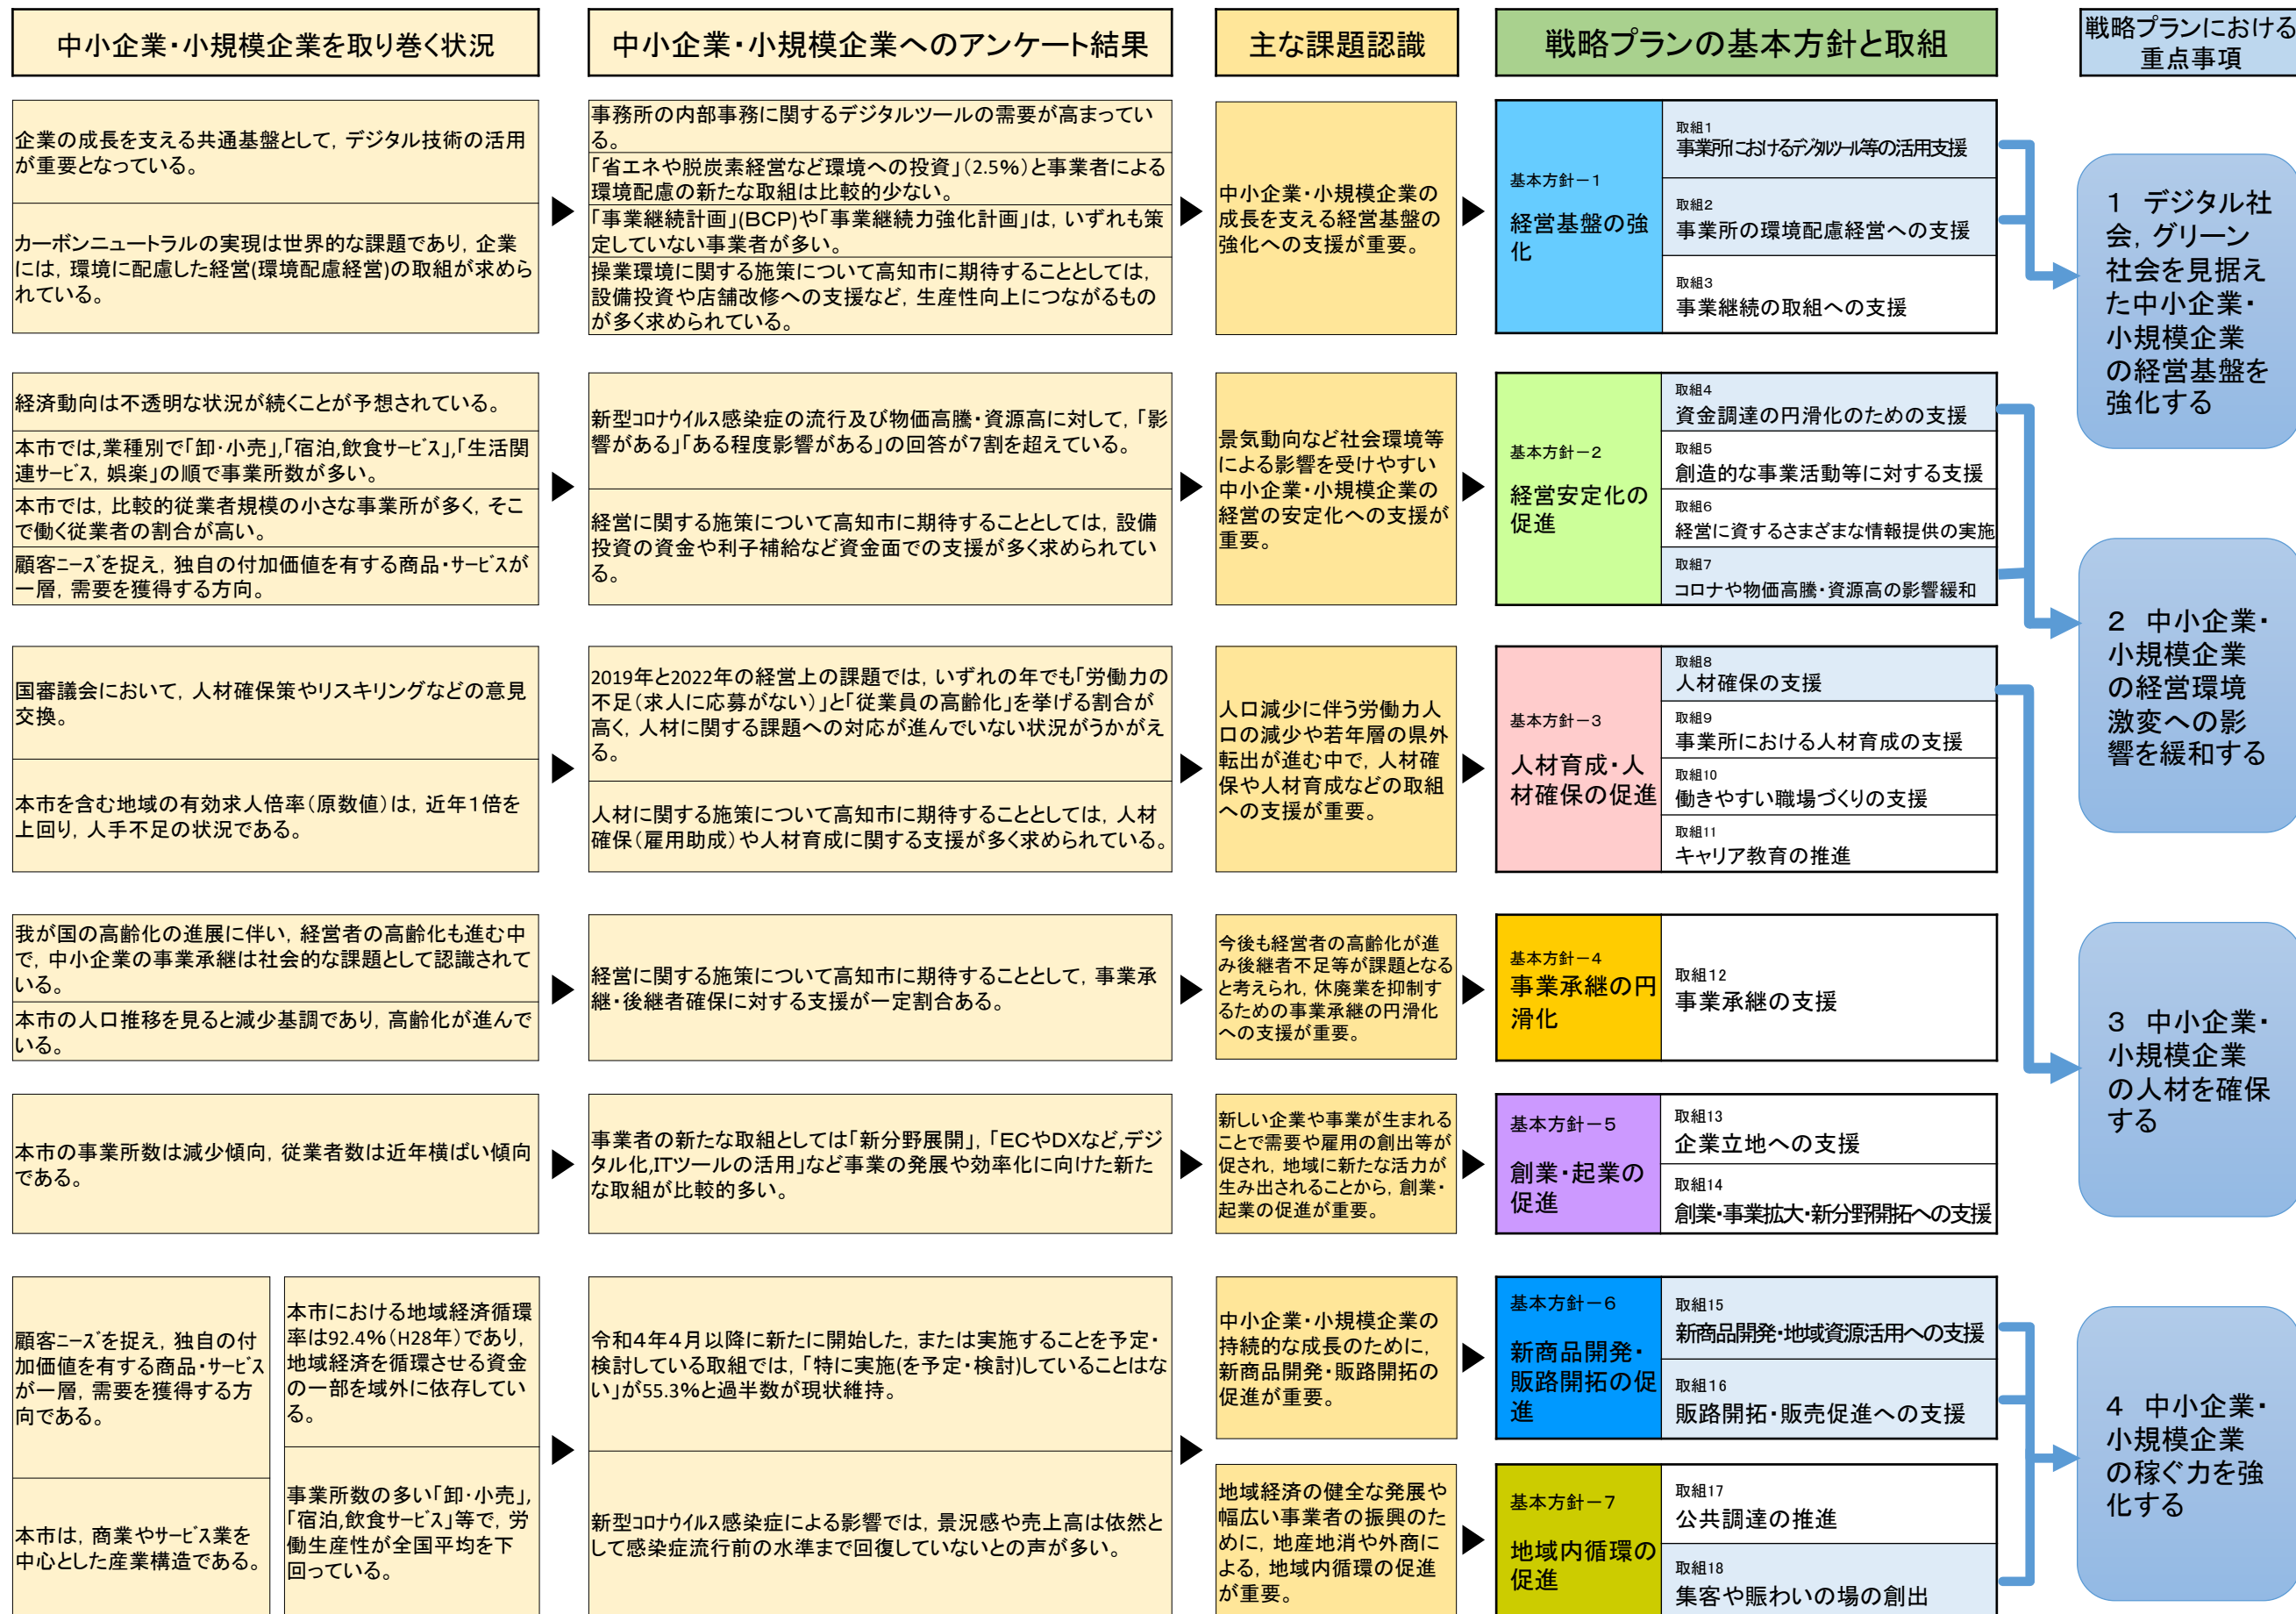 中小企業・小規模企業を取り巻く状況
中小企業・小規模企業へのアンケート結果
主な課題認識
戦略プランの基本方針と取組
戦略プランにおける
重点事項
企業の成長を支える共通基盤として，デジタル技術の活用
が重要となっている。
カーボンニュートラルの実現は世界的な課題であり，企業
には，環境に配慮した経営(環境配慮経営)の取組が求めら
れている。
事務所の内部事務に関するデジタルツールの需要が高まってい
る。
「省エネや脱炭素経営など環境への投資」(2.5%)と事業者による
環境配慮の新たな取組は比較的少ない。
「事業継続計画」(BCP)や「事業継続力強化計画」は，いずれも策
定していない事業者が多い。
操業環境に関する施策について高知市に期待することとしては，
設備投資や店舗改修への支援など，生産性向上につながるもの
が多く求められている。
中小企業・小規模企業の
成長を支える経営基盤の
強化への支援が重要。
基本方針－1
経営基盤の強
化
取組1
事業所におけるデジタルツール等の活用支援
取組2
事業所の環境配慮経営への支援
取組3
事業継続の取組への支援
1　デジタル社
会，グリーン
社会を見据え
た中小企業・
小規模企業
の経営基盤を
強化する
経済動向は不透明な状況が続くことが予想されている。
本市では,業種別で「卸・小売」,「宿泊,飲食サービス」,「生活関
連サービス，娯楽」の順で事業所数が多い。
本市では，比較的従業者規模の小さな事業所が多く，そこ
で働く従業者の割合が高い。
顧客ニーズを捉え，独自の付加価値を有する商品・サービスが
一層，需要を獲得する方向。
新型コロナウイルス感染症の流行及び物価高騰・資源高に対して，「影
響がある」「ある程度影響がある」の回答が7割を超えている。
経営に関する施策について高知市に期待することとしては，設備
投資の資金や利子補給など資金面での支援が多く求められてい
る。
景気動向など社会環境等
による影響を受けやすい
中小企業・小規模企業の
経営の安定化への支援が
重要。
基本方針－2
経営安定化の
促進
取組4
資金調達の円滑化のための支援
取組5
創造的な事業活動等に対する支援
取組6
経営に資するさまざまな情報提供の実施
取組7
コロナや物価高騰・資源高の影響緩和
2　中小企業・
小規模企業
の経営環境
激変への影
響を緩和する
国審議会において，人材確保策やリスキリングなどの意見
交換。
本市を含む地域の有効求人倍率（原数値）は，近年1倍を
上回り，人手不足の状況である。
2019年と2022年の経営上の課題では，いずれの年でも「労働力の
不足（求人に応募がない）」と「従業員の高齢化」を挙げる割合が
高く，人材に関する課題への対応が進んでいない状況がうかがえ
る。
人材に関する施策について高知市に期待することとしては，人材
確保（雇用助成）や人材育成に関する支援が多く求められている。
人口減少に伴う労働力人
口の減少や若年層の県外
転出が進む中で，人材確
保や人材育成などの取組
への支援が重要。
基本方針－3
人材育成・人
材確保の促進
取組8
人材確保の支援
取組9
事業所における人材育成の支援
取組10
働きやすい職場づくりの支援
取組11
キャリア教育の推進
我が国の高齢化の進展に伴い，経営者の高齢化も進む中
で，中小企業の事業承継は社会的な課題として認識されて
いる。
本市の人口推移を見ると減少基調であり，高齢化が進んで
いる。
経営に関する施策について高知市に期待することとして，事業承
継・後継者確保に対する支援が一定割合ある。
今後も経営者の高齢化が進
み後継者不足等が課題となる
と考えられ，休廃業を抑制す
るための事業承継の円滑化
への支援が重要。
基本方針－4
事業承継の円
滑化
取組12
事業承継の支援
3　中小企業・
小規模企業
の人材を確保
する
本市の事業所数は減少傾向，従業者数は近年横ばい傾向
である。
事業者の新たな取組としては「新分野展開」，「ECやDXなど,デジ
タル化,ITツールの活用」など事業の発展や効率化に向けた新た
な取組が比較的多い。
新しい企業や事業が生まれる
ことで需要や雇用の創出等が
促され，地域に新たな活力が
生み出されることから，創業・
起業の促進が重要。
基本方針－5
創業・起業の
促進
取組13
企業立地への支援
取組14
創業・事業拡大・新分野開拓への支援
顧客ニーズを捉え，独自の付
加価値を有する商品・サービス
が一層，需要を獲得する方
向である。
本市は，商業やサービス業を
中心とした産業構造である。
本市における地域経済循環
率は92.4%（H28年）であり，
地域経済を循環させる資金
の一部を域外に依存してい
る。
事業所数の多い「卸・小売」，
「宿泊,飲食サービス」等で，労
働生産性が全国平均を下
回っている。
令和4年4月以降に新たに開始した，または実施することを予定・
検討している取組では，「特に実施(を予定・検討)していることはな
い」が55.3%と過半数が現状維持。
新型コロナウイルス感染症による影響では，景況感や売上高は依然と
して感染症流行前の水準まで回復していないとの声が多い。
中小企業・小規模企業の
持続的な成長のために，
新商品開発・販路開拓の
促進が重要。
基本方針－6
新商品開発・
販路開拓の促
進
取組15
新商品開発・地域資源活用への支援
取組16
販路開拓・販売促進への支援
地域経済の健全な発展や
幅広い事業者の振興のた
めに，地産地消や外商に
よる，地域内循環の促進
が重要。
基本方針－7
地域内循環の
促進
取組17
公共調達の推進
取組18
集客や賑わいの場の創出
4　中小企業・
小規模企業
の稼ぐ力を強
化する